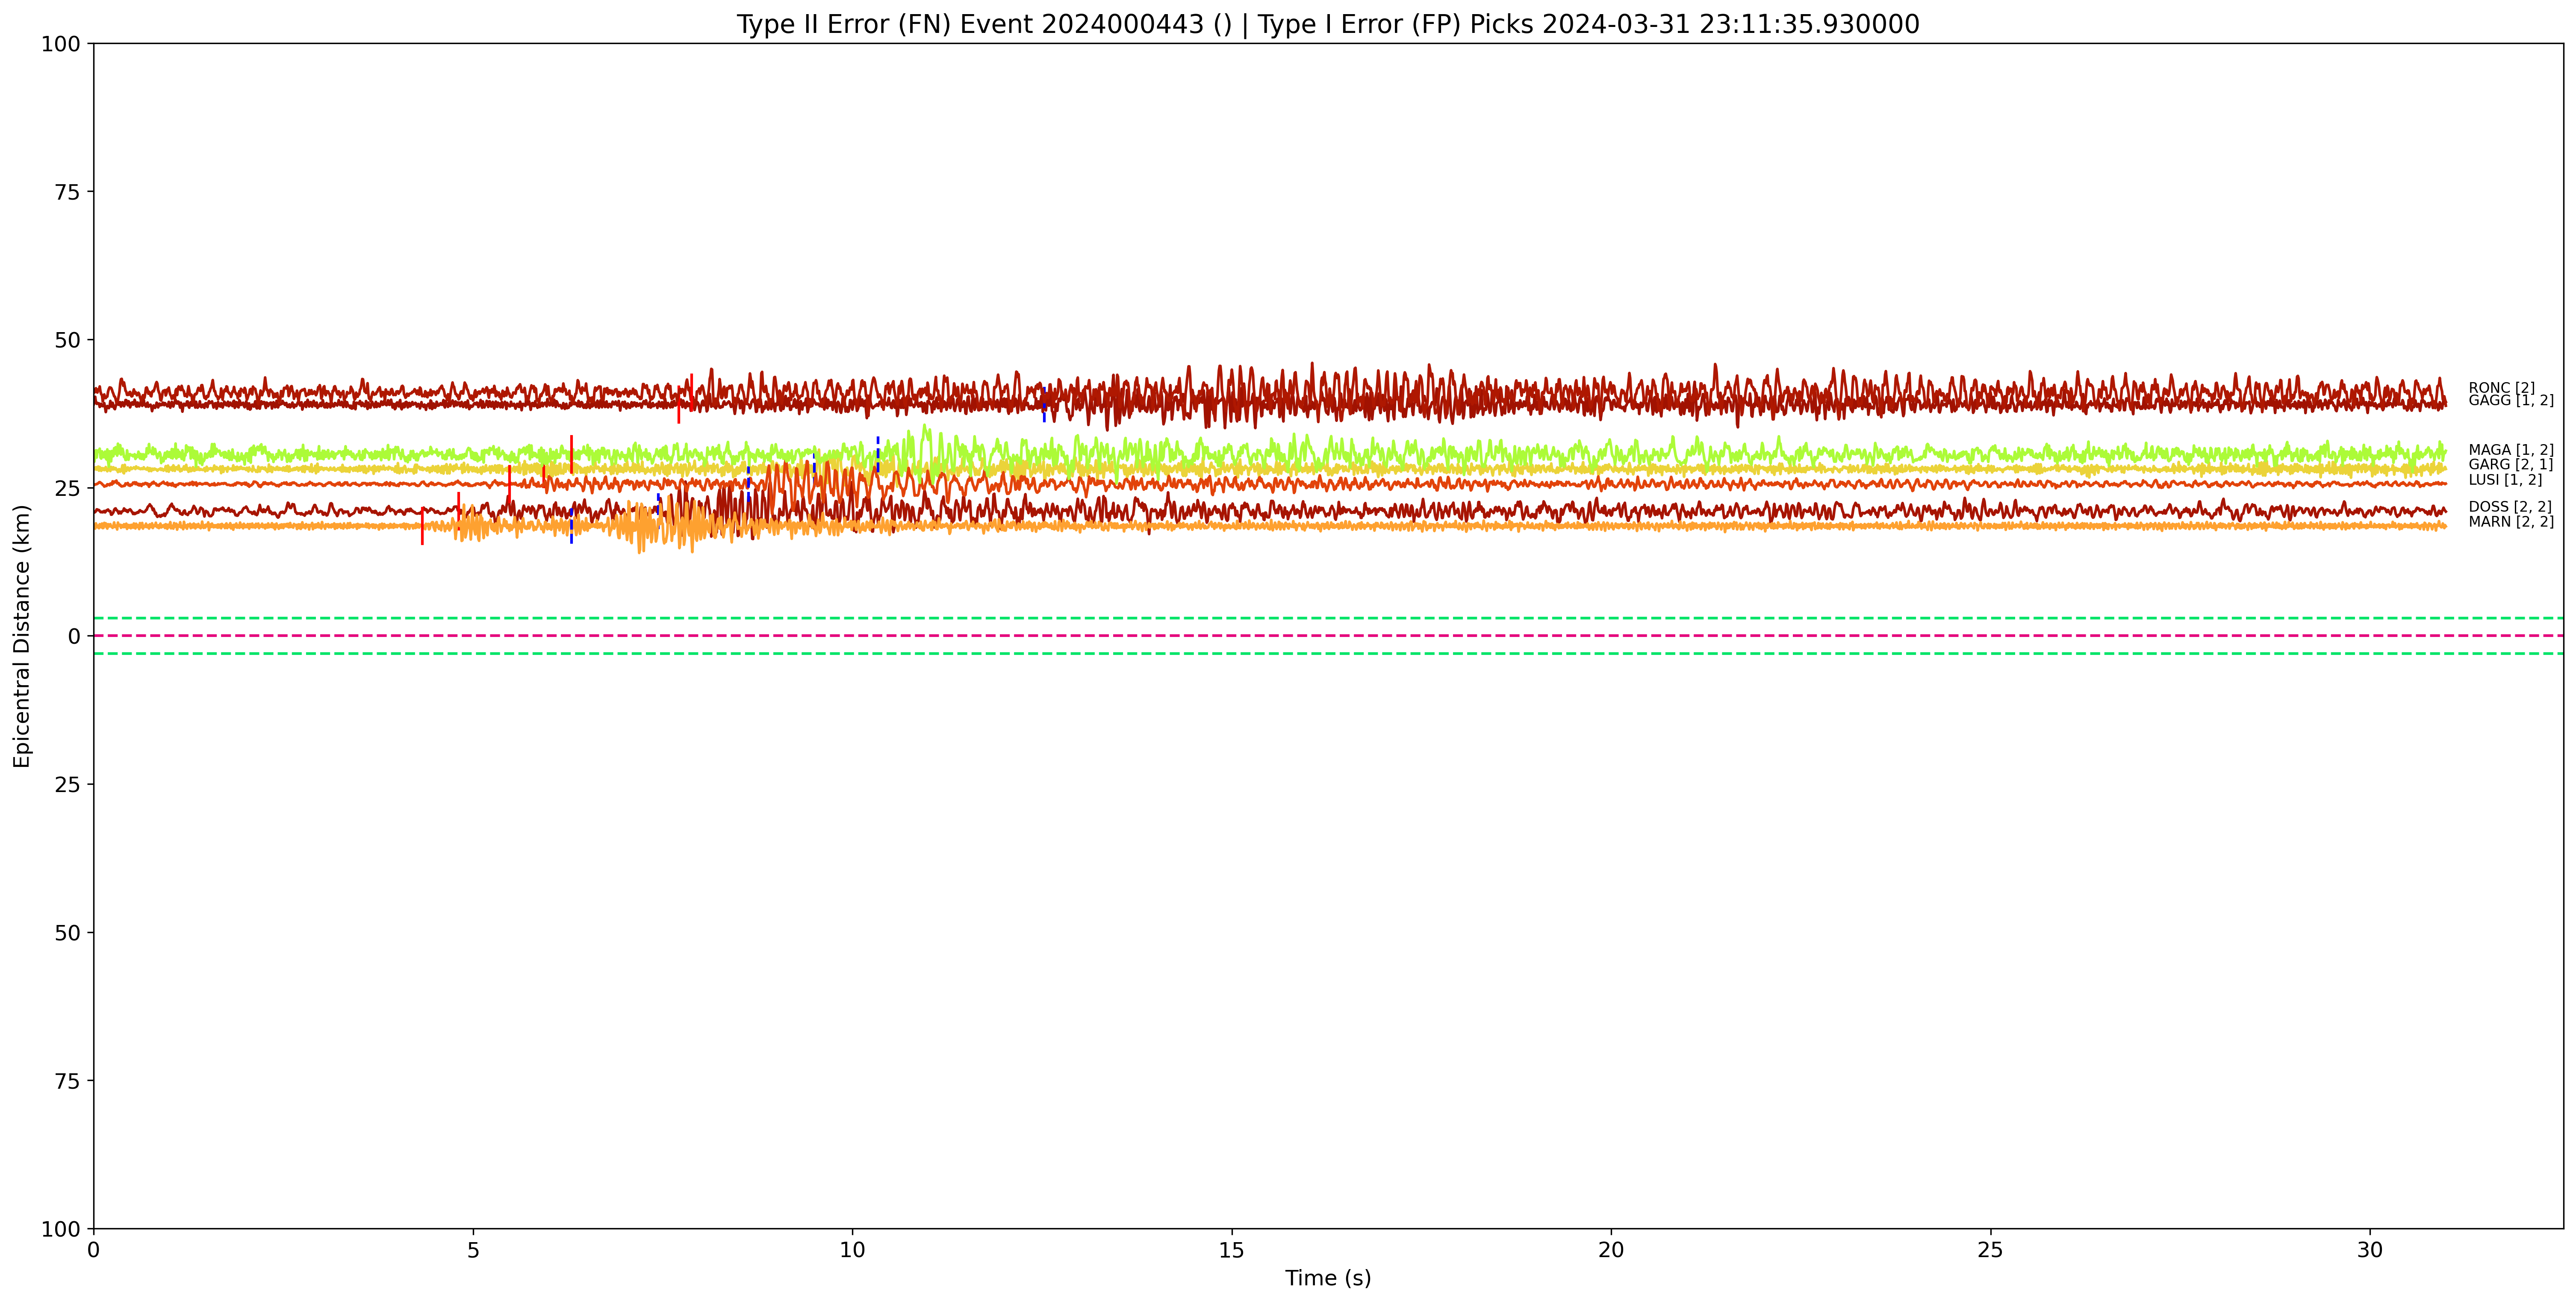 Type II Error (FN) Event 2024000443 () | Type I Error (FP) Picks 2024-03-31 23:11:35.930000
100
75
50
25
0
25
50
75
100
Epicentral Distance (km)
RONC [2]
GAGG [1, 2]
MAGA [1, 2]
GARG [2, 1]
LUSI [1, 2]
DOSS [2, 2]
MARN [2, 2]
0
5
10
15
20
25
30
Time (s)